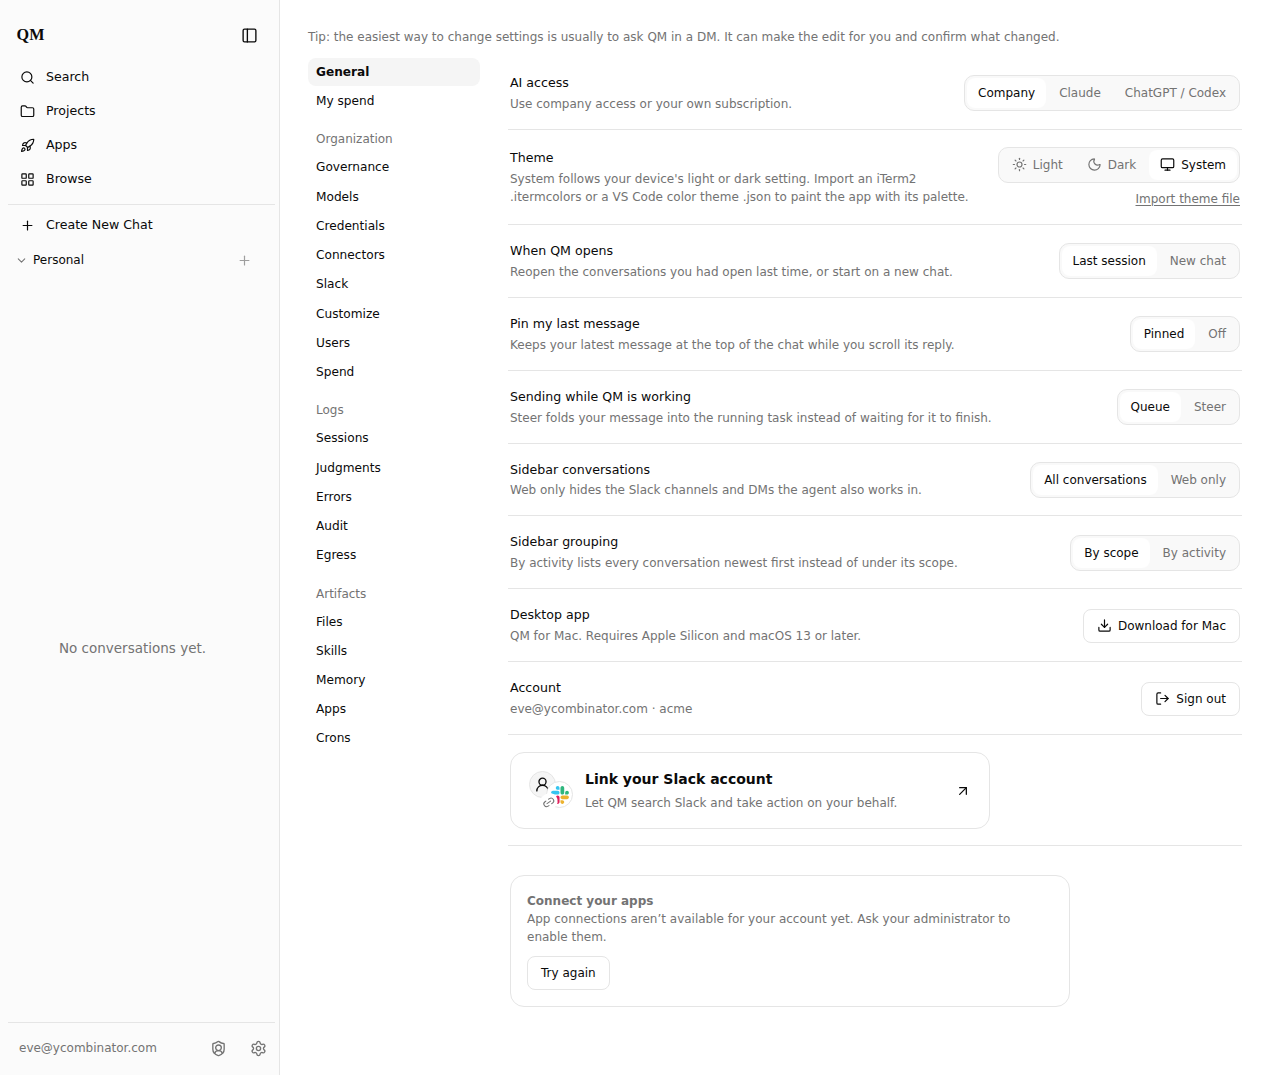 QM
Search
Projects
Apps
Browse
Create New Chat
Personal
No conversations yet.
eve@ycombinator.com
Tip: the easiest way to change settings is usually to ask QM in a DM. It can make the edit for you and confirm what changed.
General
My spend
Organization
Governance
Models
Credentials
Connectors
Slack
Customize
Users
Spend
Logs
Sessions
Judgments
Errors
Audit
Egress
Artifacts
Files
Skills
Memory
Apps
Crons
AI access
Use company access or your own subscription.
Company Claude ChatGPT / Codex
Theme
System follows your device's light or dark setting. Import an iTerm2
.itermcolors or a VS Code color theme .json to paint the app with its palette.
Light Dark System
Import theme file
When QM opens
Reopen the conversations you had open last time, or start on a new chat.
Last session New chat
Pin my last message
Keeps your latest message at the top of the chat while you scroll its reply.
Pinned Off
Sending while QM is working
Steer folds your message into the running task instead of waiting for it to finish.
Queue Steer
Sidebar conversations
Web only hides the Slack channels and DMs the agent also works in.
All conversations Web only
Sidebar grouping
By activity lists every conversation newest first instead of under its scope.
By scope By activity
Desktop app
QM for Mac. Requires Apple Silicon and macOS 13 or later.
Download for Mac
Account
eve@ycombinator.com · acme
Sign out
Link your Slack account
Let QM search Slack and take action on your behalf.
Connect your apps
App connections aren’t available for your account yet. Ask your administrator to
enable them.
Try again